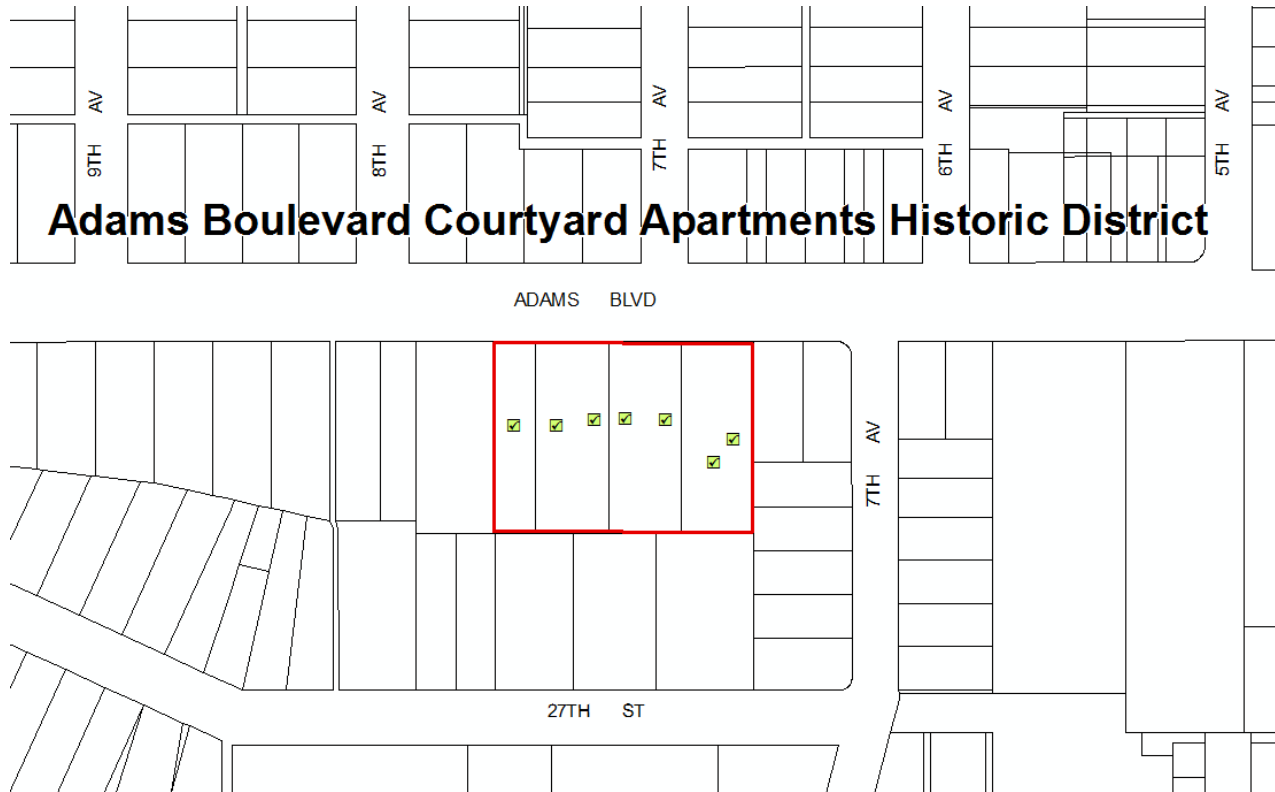 9TH AV
8TH AV
7TH AV
6TH AV
5TH AV
Adams Boulevard Courtyard Apartments Historic District
ADAMS BLVD
7TH AV
27TH ST